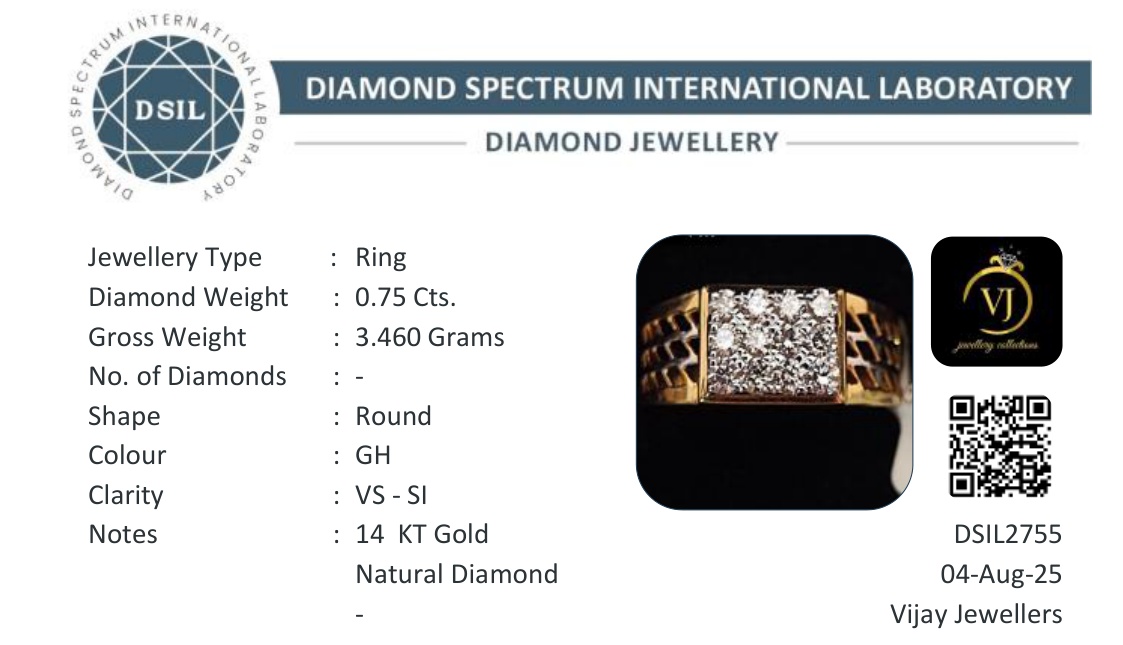 DIAMOND SPECTRUM INTERNATIONAL LABORATORY
DSIL
DIAMOND SPECTRUM INTERNATIONAL LABORATORY
DIAMOND JEWELLERY
Jewellery Type : Ring
Diamond Weight : 0.75 Cts.
Gross Weight : 3.460 Grams
No. of Diamonds : -
Shape : Round
Colour : GH
Clarity : VS - SI
Notes : 14 KT Gold
Natural Diamond
-
VJ
jewellery collections
DSIL2755
04-Aug-25
Vijay Jewellers